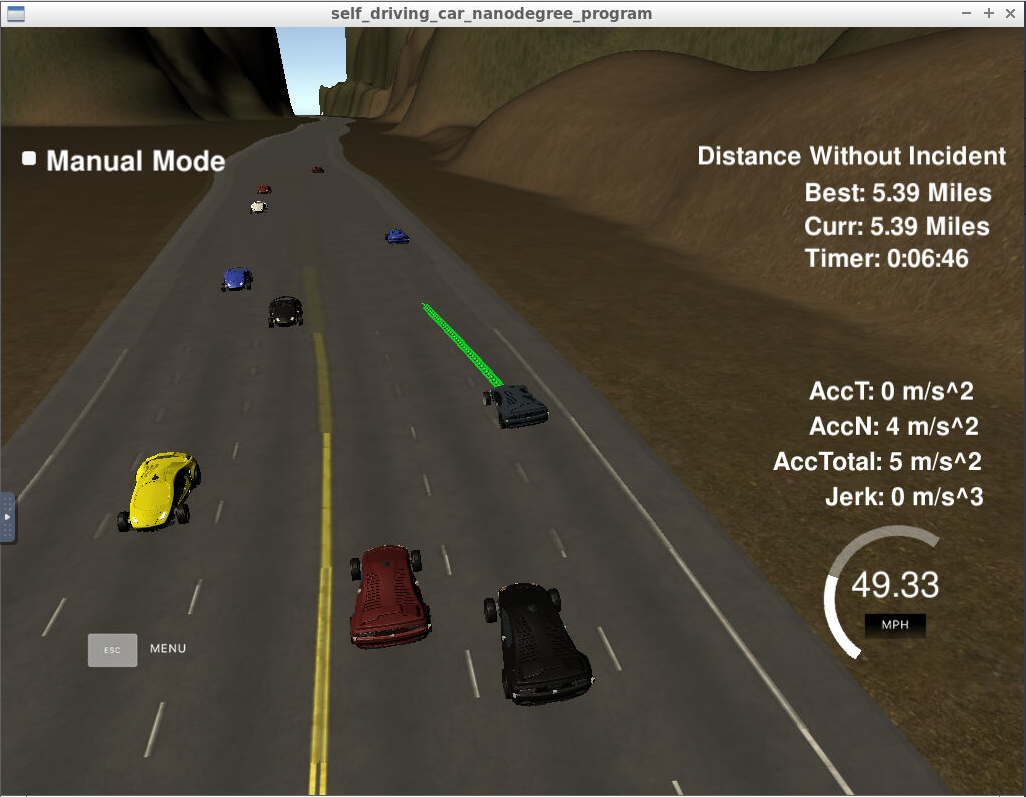 self_driving_car_nanodegree_program
Manual Mode
Distance Without Incident
Best: 5.39 Miles
Curr: 5.39 Miles
Timer: 0:06:46
AccT: 0 m/s^2
AccN: 4 m/s^2
AccTotal: 5 m/s^2
Jerk: 0 m/s^3
49.33
MPH
ESC MENU